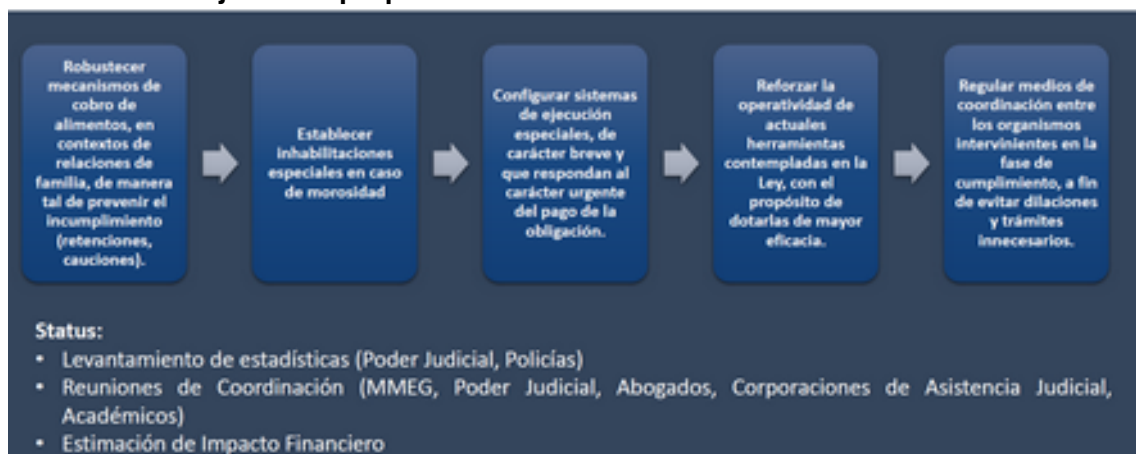 Robustecer
mecanismos de
cobro de
alimentos, en
contextos de
relaciones de
familia, de manera
tal de prevenir el
incumplimiento
(retenciones,
cauciones).
Establecer
inhabilitaciones
especiales en caso
de morosidad
Configurar sistemas
de ejecución
especiales, de
carácter breve y
que respondan al
carácter urgente
del pago de la
obligación.
Reforzar la
operatividad de
actuales
herramientas
contempladas en la
Ley, con el
propósito de
dotarlas de mayor
eficacia.
Regular medios de
coordinación entre
los organismos
intervinientes en la
fase de
cumplimiento, a fin
de evitar dilaciones
y trámites
innecesarios.
Status:
• Levantamiento de estadísticas (Poder Judicial, Policías)
• Reuniones de Coordinación (MMEG, Poder Judicial, Abogados, Corporaciones de Asistencia Judicial,
Académicos)
• Estimación de Impacto Financiero